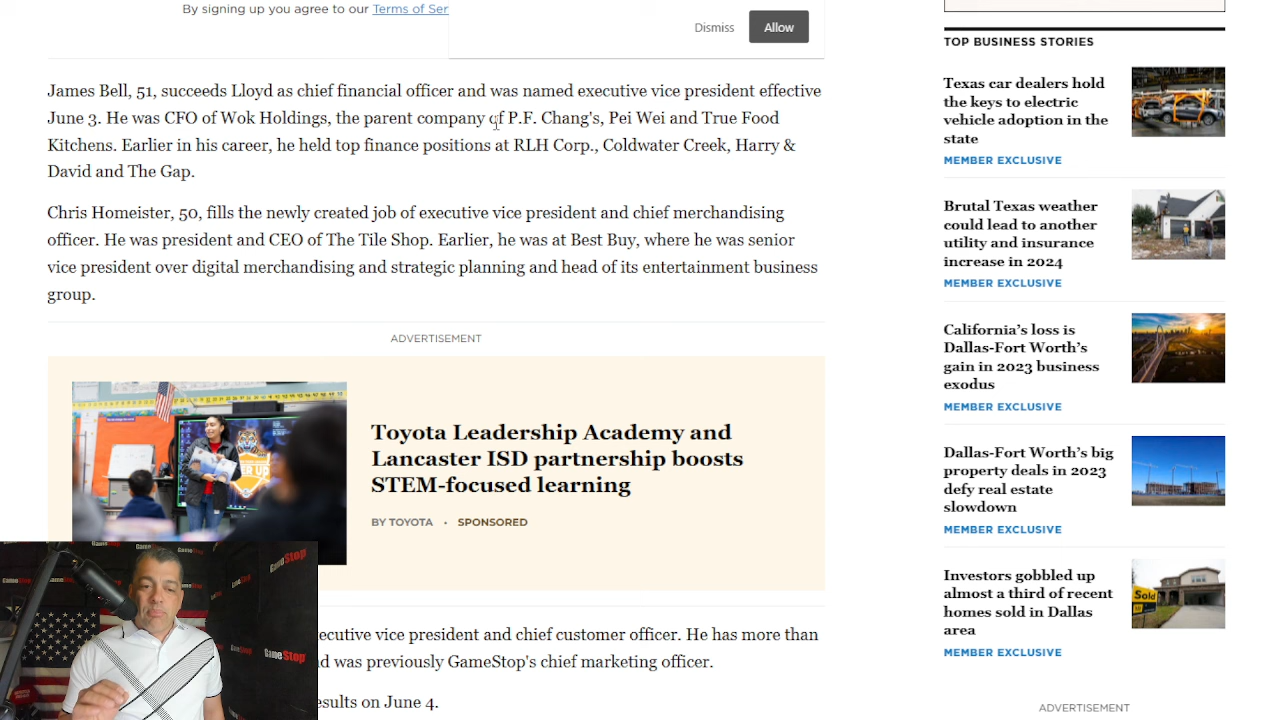 By signing up you agree to our Terms of Ser
Dismiss
Allow
James Bell, 51, succeeds Lloyd as chief financial officer and was named executive vice president effective
June 3. He was CFO of Wok Holdings, the parent company of P.F. Chang's, Pei Wei and True Food
Kitchens. Earlier in his career, he held top finance positions at RLH Corp., Coldwater Creek, Harry &
David and The Gap.
Chris Homeister, 50, fills the newly created job of executive vice president and chief merchandising
officer. He was president and CEO of The Tile Shop. Earlier, he was at Best Buy, where he was senior
vice president over digital merchandising and strategic planning and head of its entertainment business
group.
ADVERTISEMENT
Toyota Leadership Academy and
Lancaster ISD partnership boosts
STEM-focused learning
BY TOYOTA · SPONSORED
ecutive vice president and chief customer officer. He has more than
d was previously GameStop's chief marketing officer.
esults on June 4.
GameStop
GameStop
GameStop
GameStop
TOP BUSINESS STORIES
Texas car dealers hold
the keys to electric
vehicle adoption in the
state
MEMBER EXCLUSIVE
Brutal Texas weather
could lead to another
utility and insurance
increase in 2024
MEMBER EXCLUSIVE
California's loss is
Dallas-Fort Worth's
gain in 2023 business
exodus
MEMBER EXCLUSIVE
Dallas-Fort Worth's big
property deals in 2023
defy real estate
slowdown
MEMBER EXCLUSIVE
Investors gobbled up
almost a third of recent
homes sold in Dallas
area
MEMBER EXCLUSIVE
Sold
ADVERTISEMENT